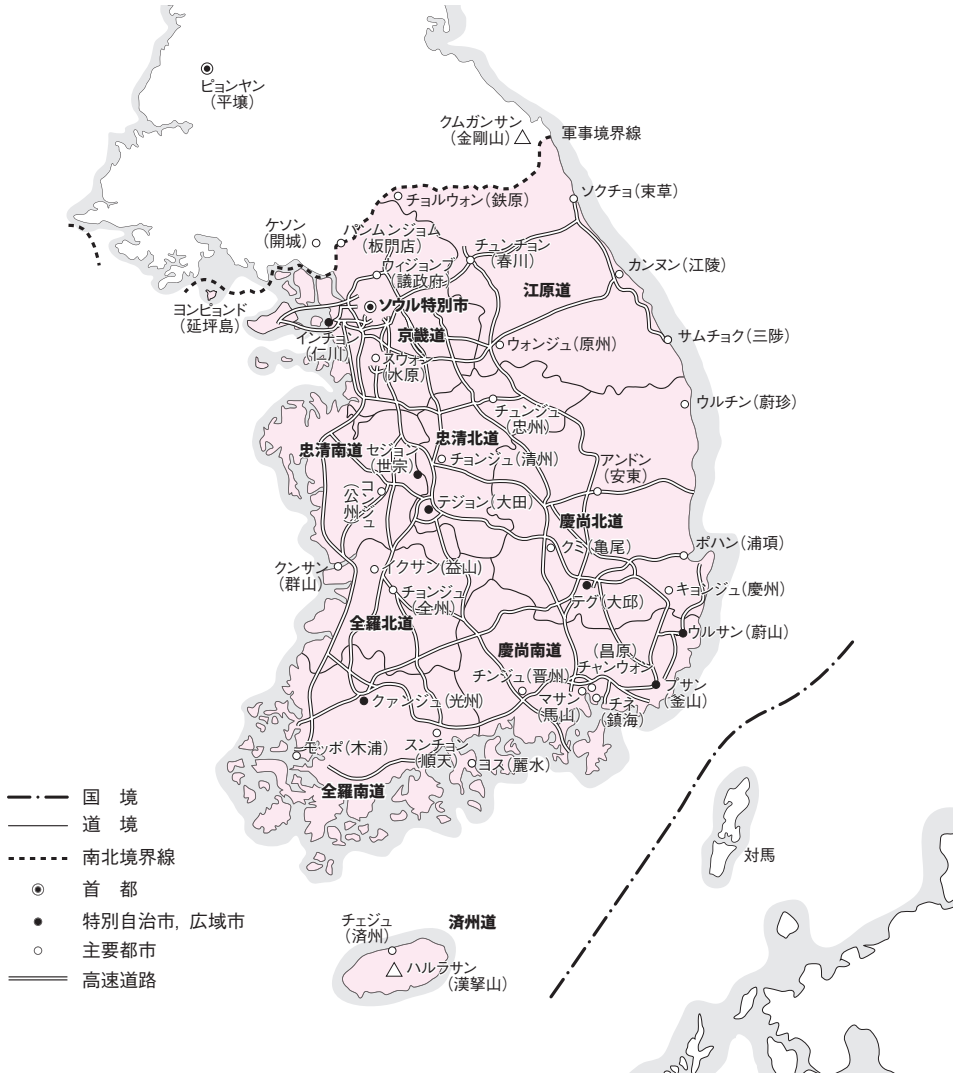 ピョンヤン
(平壌)
クムガンサン
(金剛山)
軍事境界線
ソクチョ(束草)
チョルウォン(鉄原)
ケソン
(開城)
パンムンジョム
(板門店)
チュンチョン
(春川)
カンヌン(江陵)
ウィジョンブ
(議政府)
江原道
ヨンピョンド
(延坪島)
ソウル特別市
インチョン
(仁川)
京畿道
サムチョク(三陟)
ウォンジュ(原州)
スウォン
(水原)
ウルチン(蔚珍)
チュンジュ
(忠州)
忠清南道
セジョン
(世宗)
忠清北道
チョンジュ(清州)
アンドン
(安東)
コンジュ
(公州)
テジョン(大田)
慶尚北道
クミ(亀尾)
ポハン(浦項)
クンサン
(群山)
イクサン(益山)
チョンジュ
(全州)
テグ(大邱)
キョンジュ(慶州)
全羅北道
ウルサン(蔚山)
慶尚南道
(昌原)
チャンウォン
チンジュ(晋州)
マサン
(馬山)
チネ
(鎮海)
プサン
(釜山)
クァンジュ(光州)
モッポ(木浦)
スンチョン
(順天)
ヨス(麗水)
全羅南道
対馬
チェジュ
(済州)
済州道
ハルラサン
(漢拏山)
国 境
道 境
南北境界線
首 都
特別自治市, 広域市
主要都市
高速道路